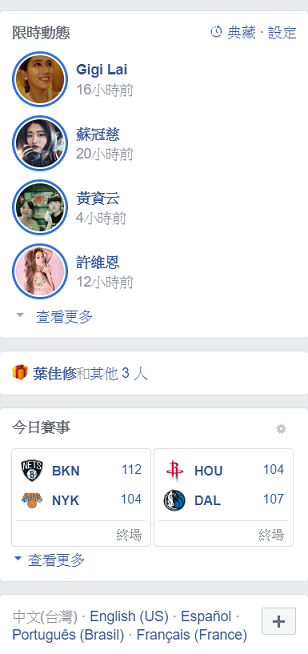 限時動態
典藏 · 設定
Gigi Lai
16小時前
蘇冠慈
20小時前
黃資云
4小時前
許維恩
12小時前
查看更多
葉佳修和其他 3 人
今日賽事
NETS
BKN 112
NYK 104
終場
HOU 104
DAL 107
終場
查看更多
中文(台灣) · English (US) · Español ·
Português (Brasil) · Français (France)